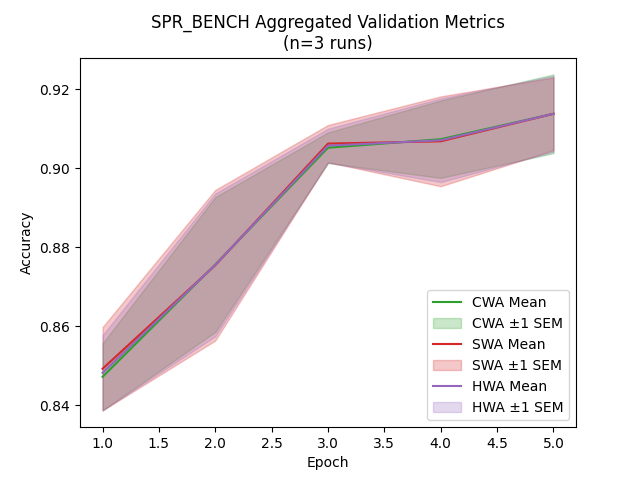 SPR_BENCH Aggregated Validation Metrics
(n=3 runs)
Accuracy
0.92
0.90
0.88
0.86
0.84
CWA Mean
CWA ±1 SEM
SWA Mean
SWA ±1 SEM
HWA Mean
HWA ±1 SEM
1.0 1.5 2.0 2.5 3.0 3.5 4.0 4.5 5.0
Epoch